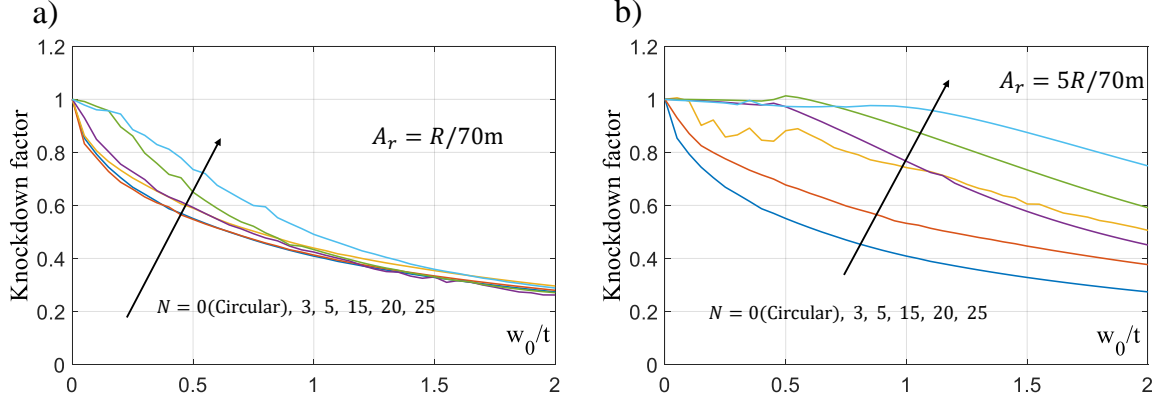 a)
1.2
1
0.8
0.6
0.4
0.2
0
Knockdown factor
A_r = R/70m
N = 0(Circular), 3, 5, 15, 20, 25
w_0/t
0 0.5 1 1.5 2
b)
1.2
1
0.8
0.6
0.4
0.2
0
Knockdown factor
A_r = 5R/70m
N = 0(Circular), 3, 5, 15, 20, 25
w_0/t
0 0.5 1 1.5 2